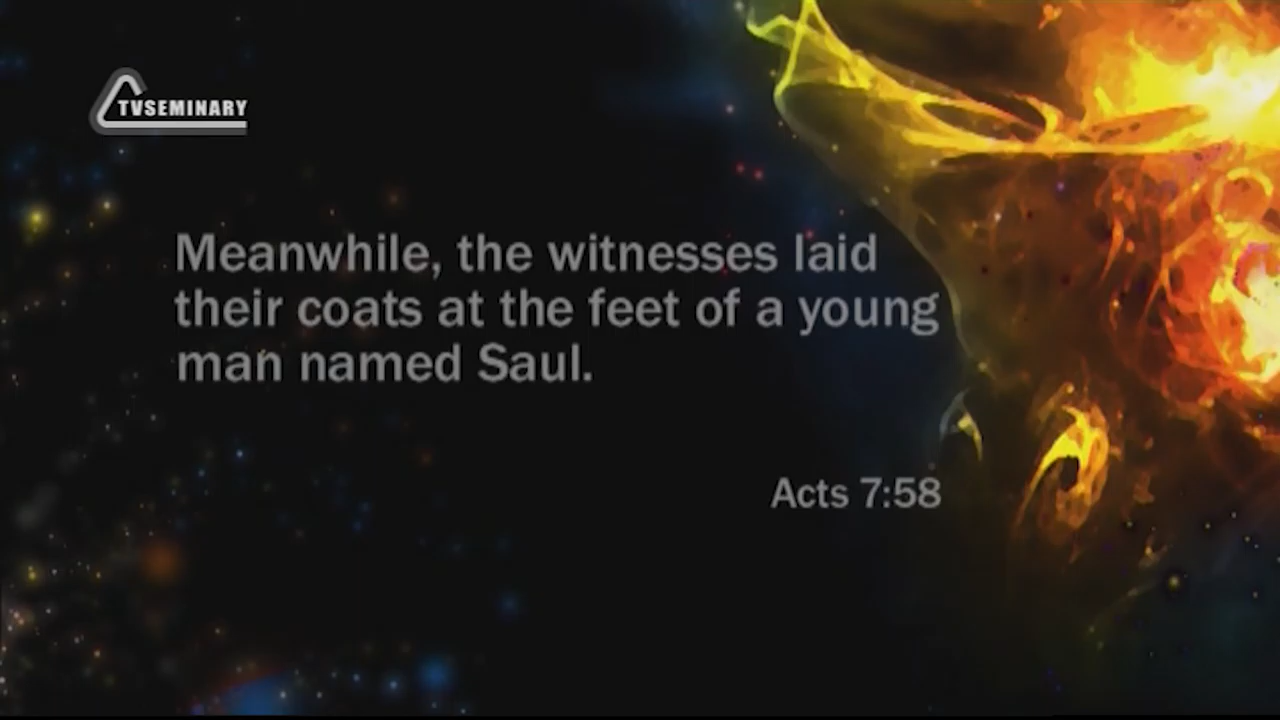 TVSEMINARY
Meanwhile, the witnesses laid
their coats at the feet of a young
man named Saul.
Acts 7:58